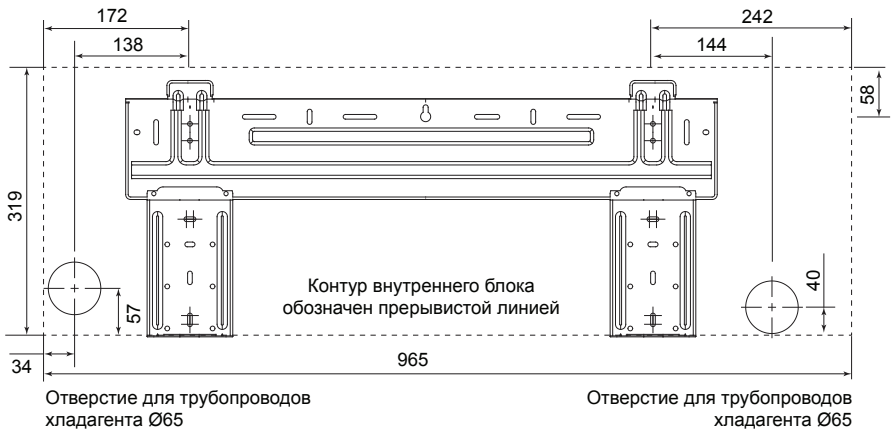 172
242
138
144
58
319
Контур внутреннего блока
обозначен прерывистой линией
57
40
34
965
Отверстие для трубопроводов
хладагента Ø65
Отверстие для трубопроводов
хладагента Ø65